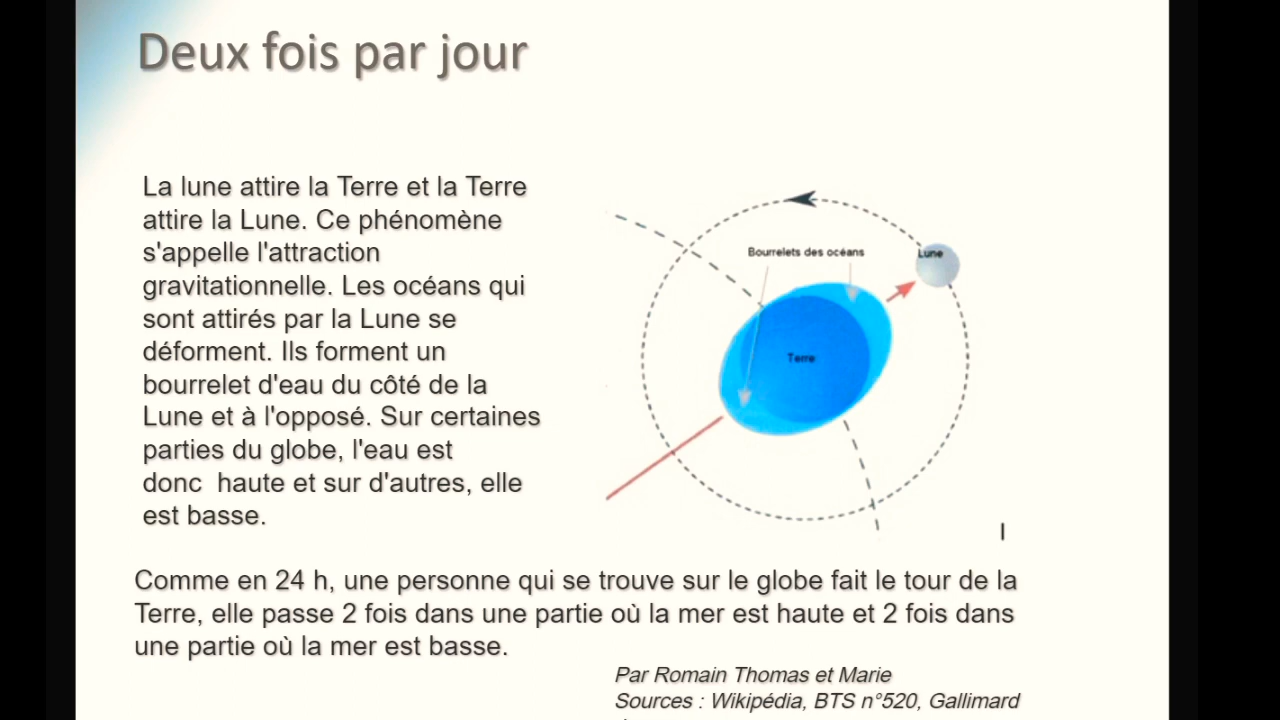 Deux fois par jour
La lune attire la Terre et la Terre
attire la Lune. Ce phénomène
s'appelle l'attraction
gravitationnelle. Les océans qui
sont attirés par la Lune se
déforment. Ils forment un
bourrelet d'eau du côté de la
Lune et à l'opposé. Sur certaines
parties du globe, l'eau est
donc  haute et sur d'autres, elle
est basse.
Bourrelets des océans
Lune
Terre
l
Comme en 24 h, une personne qui se trouve sur le globe fait le tour de la
Terre, elle passe 2 fois dans une partie où la mer est haute et 2 fois dans
une partie où la mer est basse.
Par Romain Thomas et Marie
Sources : Wikipédia, BTS n°520, Gallimard